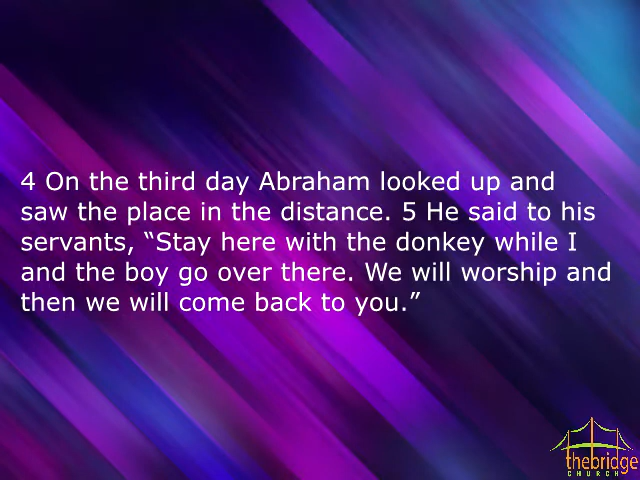 4 On the third day Abraham looked up and
saw the place in the distance. 5 He said to his
servants, “Stay here with the donkey while I
and the boy go over there. We will worship and
then we will come back to you.”
thebridge
CHURCH